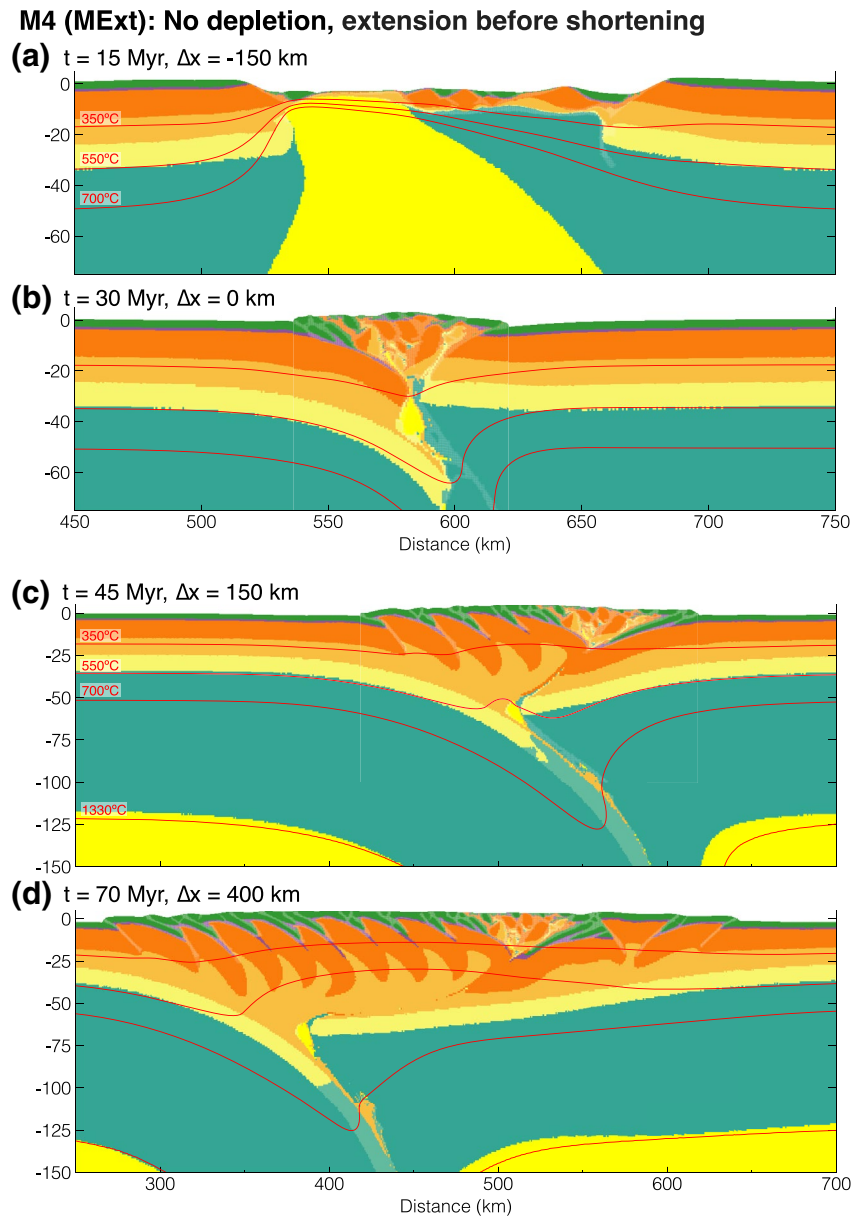 M4 (MExt): No depletion, extension before shortening
(a) t = 15 Myr, Δx = -150 km
0
-20
-40
-60
350ºC
550ºC
700ºC
(b) t = 30 Myr, Δx = 0 km
0
-20
-40
-60
450 500 550 600 650 700 750
Distance (km)
(c) t = 45 Myr, Δx = 150 km
0
-25
-50
-75
-100
-125
-150
350ºC
550ºC
700ºC
1330ºC
(d) t = 70 Myr, Δx = 400 km
0
-25
-50
-75
-100
-125
-150
300 400 500 600 700
Distance (km)